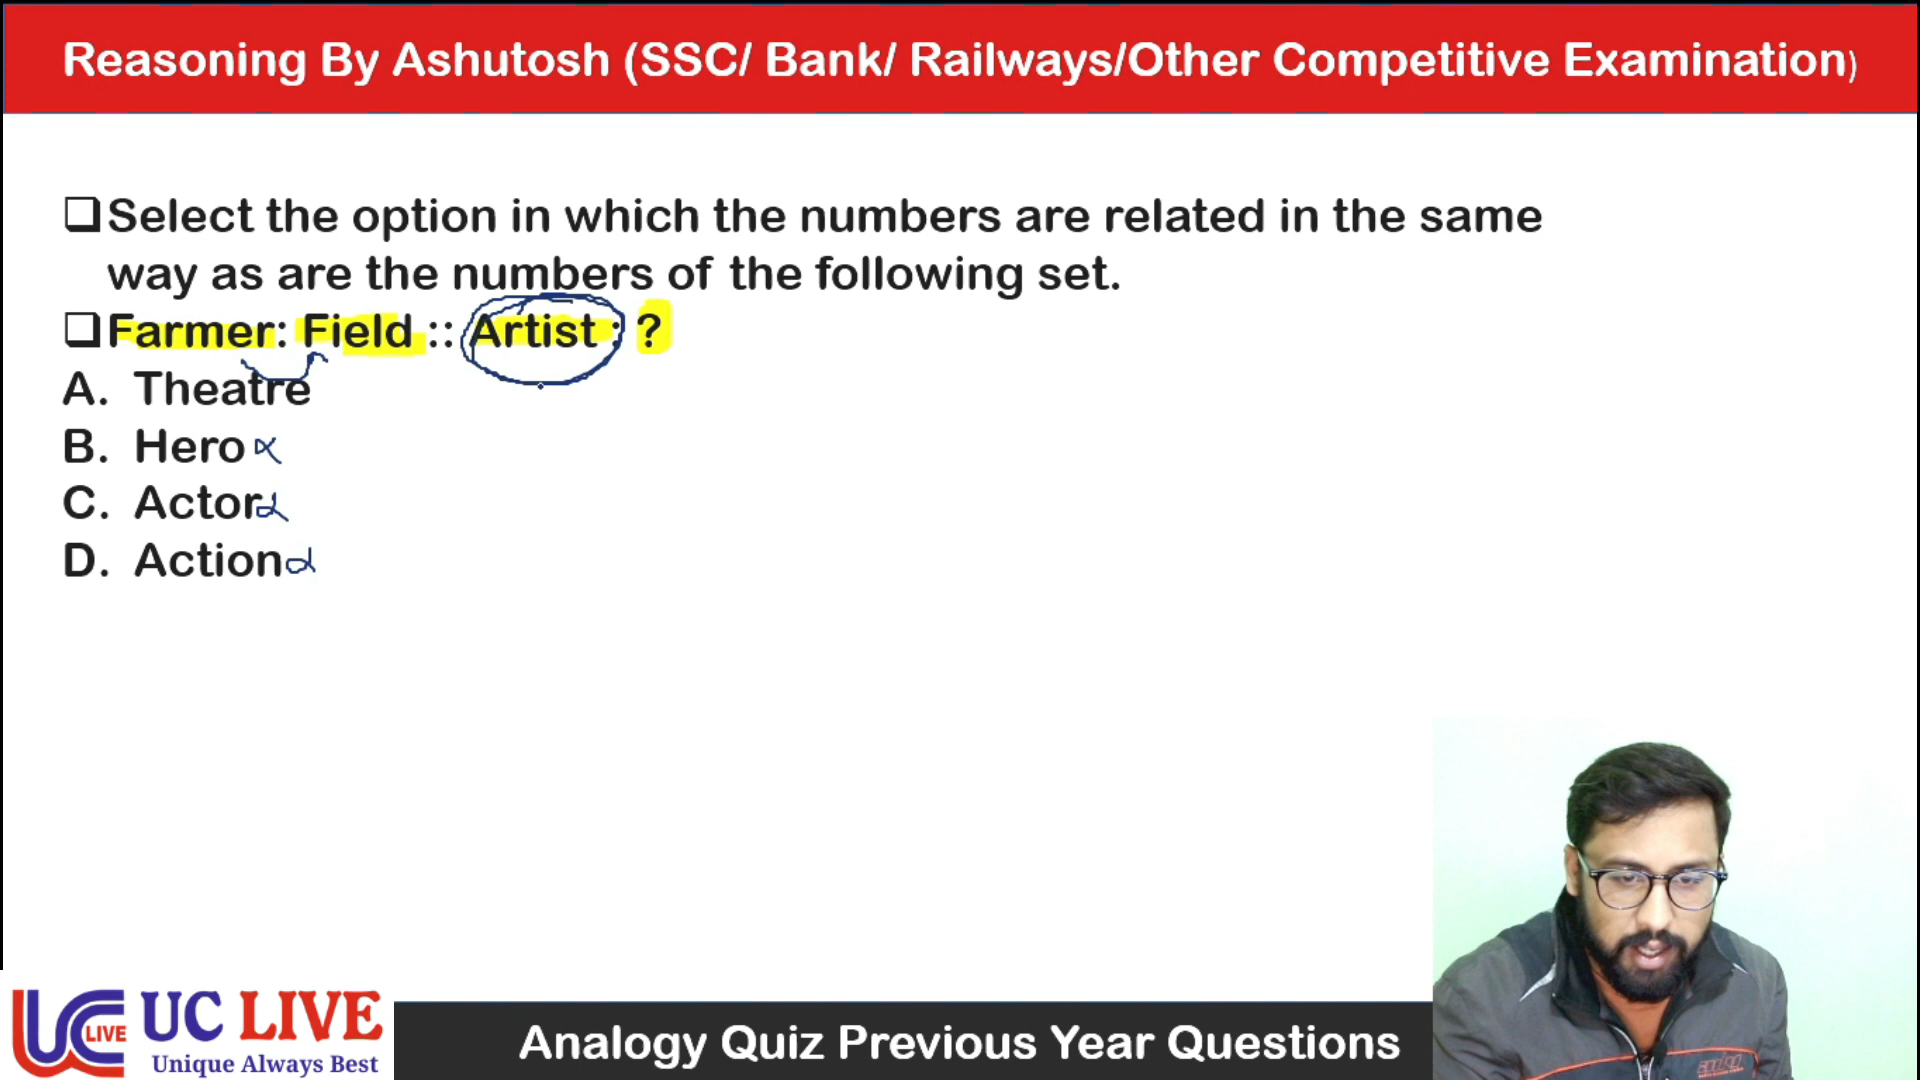 Reasoning By Ashutosh (SSC/ Bank/ Railways/Other Competitive Examination)
Select the option in which the numbers are related in the same
way as are the numbers of the following set.
Farmer: Field :: Artist : ?
A. Theatre
B. Hero
C. Actor
D. Action
LIVE
UC LIVE
Unique Always Best
Analogy Quiz Previous Year Questions